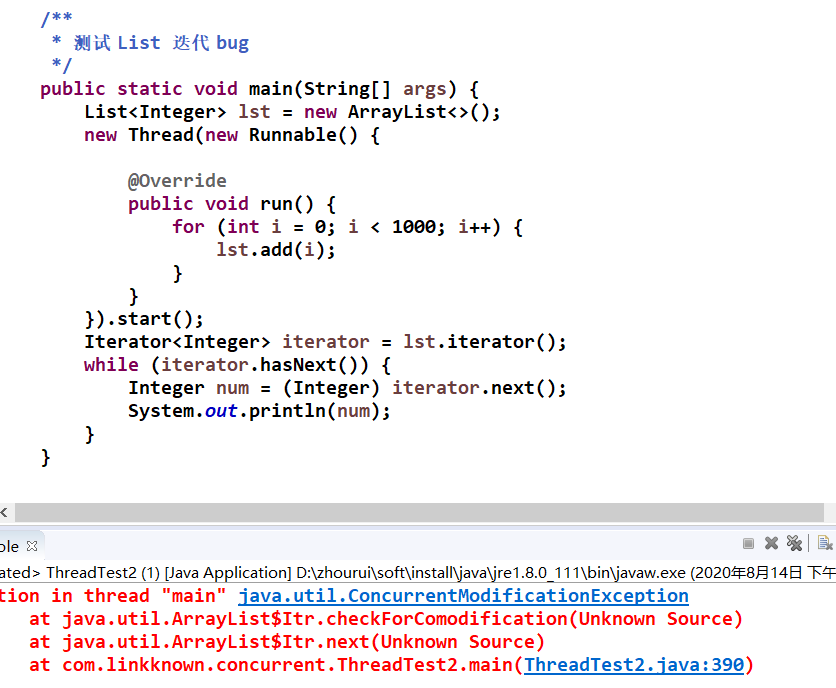 /**
 * 测试 List 迭代 bug
 */
public static void main(String[] args) {
    List<Integer> lst = new ArrayList<>();
    new Thread(new Runnable() {
        @Override
        public void run() {
            for (int i = 0; i < 1000; i++) {
                lst.add(i);
            }
        }
    }).start();
    Iterator<Integer> iterator = lst.iterator();
    while (iterator.hasNext()) {
        Integer num = (Integer) iterator.next();
        System.out.println(num);
    }
}
ole
ated> ThreadTest2 (1) [Java Application] D:\zhourui\soft\install\java\jre1.8.0_111\bin\javaw.exe (2020年8月14日 下午
tion in thread "main" java.util.ConcurrentModificationException
    at java.util.ArrayList$Itr.checkForComodification(Unknown Source)
    at java.util.ArrayList$Itr.next(Unknown Source)
    at com.linkknown.concurrent.ThreadTest2.main(ThreadTest2.java:390)